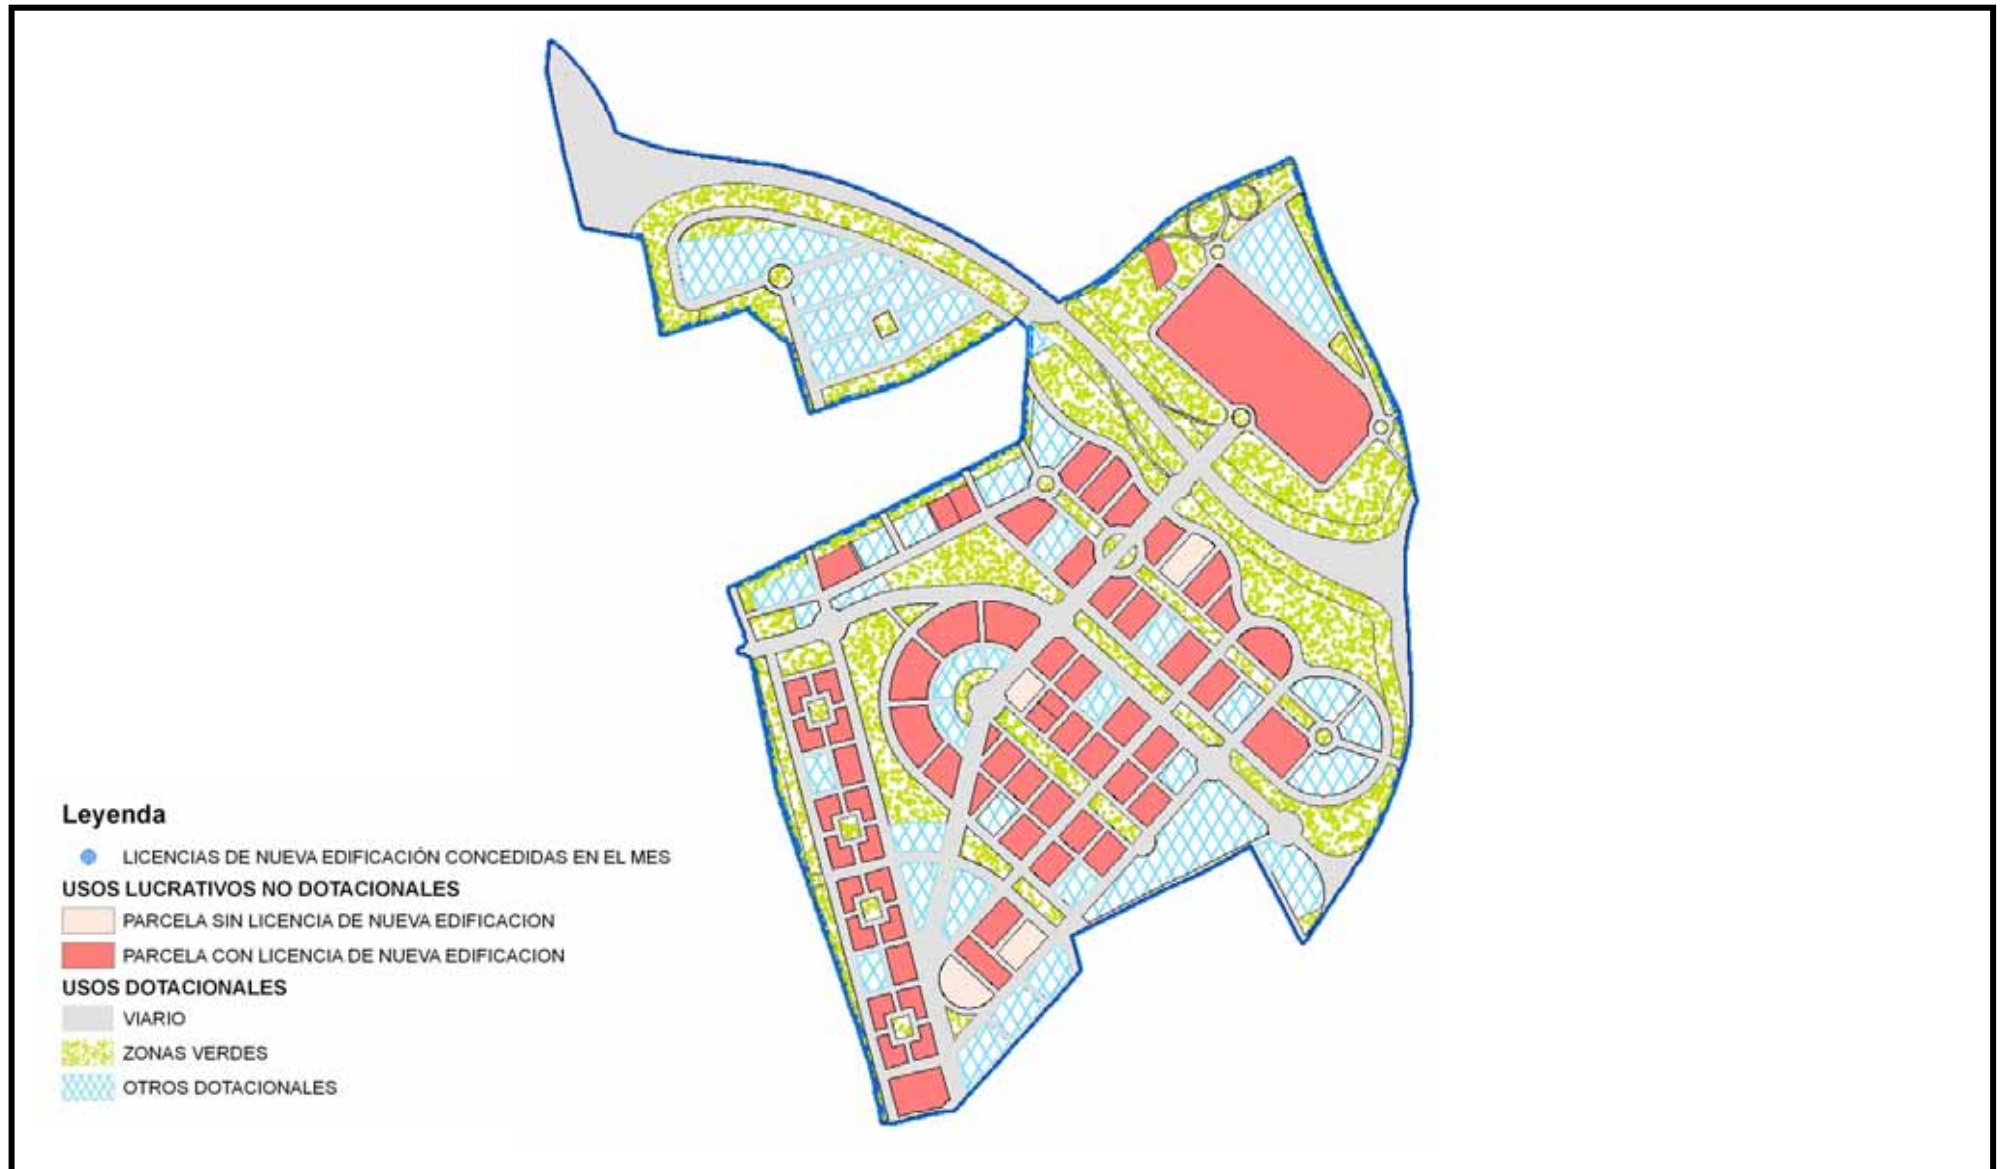 Leyenda
LICENCIAS DE NUEVA EDIFICACIÓN CONCEDIDAS EN EL MES
USOS LUCRATIVOS NO DOTACIONALES
PARCELA SIN LICENCIA DE NUEVA EDIFICACION
PARCELA CON LICENCIA DE NUEVA EDIFICACION
USOS DOTACIONALES
VIARIO
ZONAS VERDES
OTROS DOTACIONALES